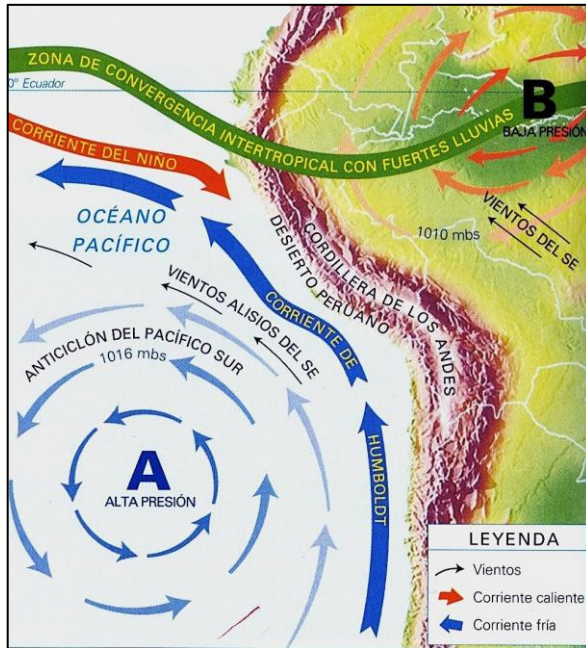 ZONA DE CONVERGENCIA INTERTROPICAL CON FUERTES LLUVÍAS
0° Ecuador
B
BAJA PRESIÓN
CORRIENTE DEL NIÑO
OCÉANO
PACÍFICO
VIENTOS DEL SE
1010 mbs
CORDILLERA DE LOS ANDES
DESIERTO PERUANO
VIENTOS ALISIOS DEL SE
CORRIENTE DE
HUMBOLDT
ANTICICLÓN DEL PACÍFICO SUR
1016 mbs
A
ALTA PRESIÓN
LEYENDA
Vientos
Corriente caliente
Corriente fría